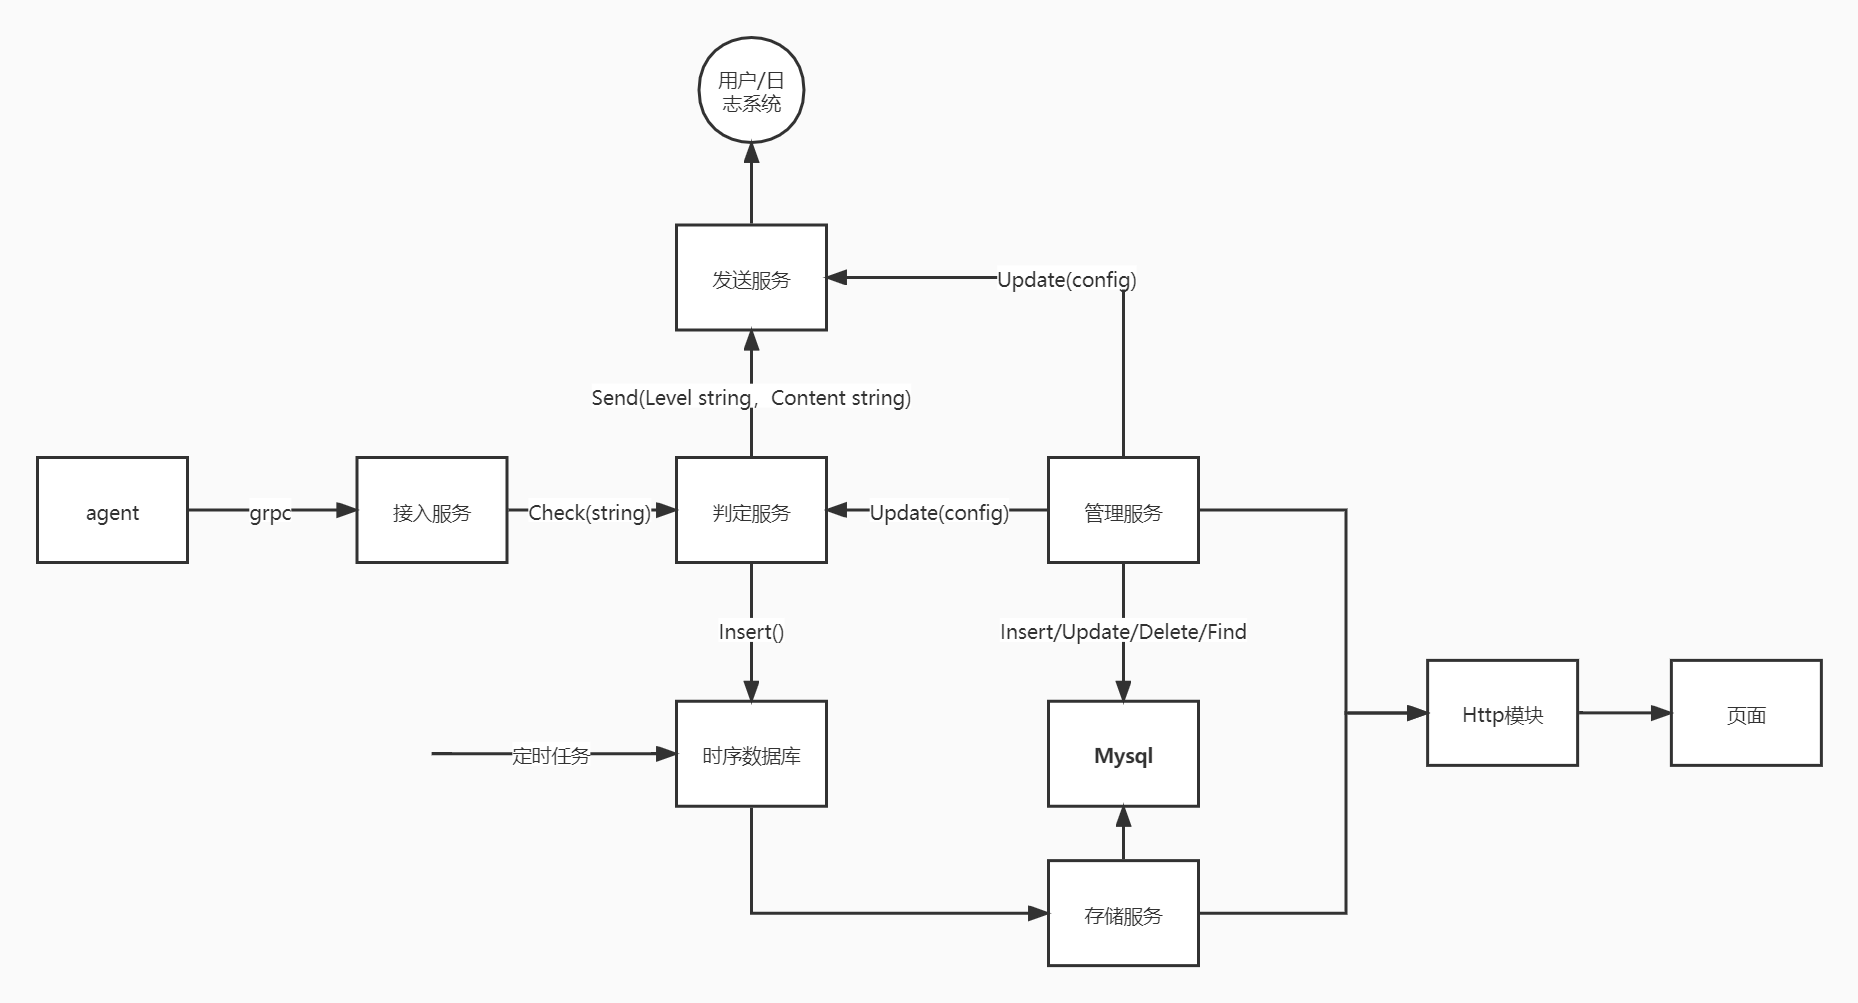 用户/日
志系统
发送服务
Update(config)
Send(Level string，Content string)
agent
grpc
接入服务
Check(string)
判定服务
Update(config)
管理服务
Insert()
Insert/Update/Delete/Find
定时任务
时序数据库
Mysql
Http模块
页面
存储服务